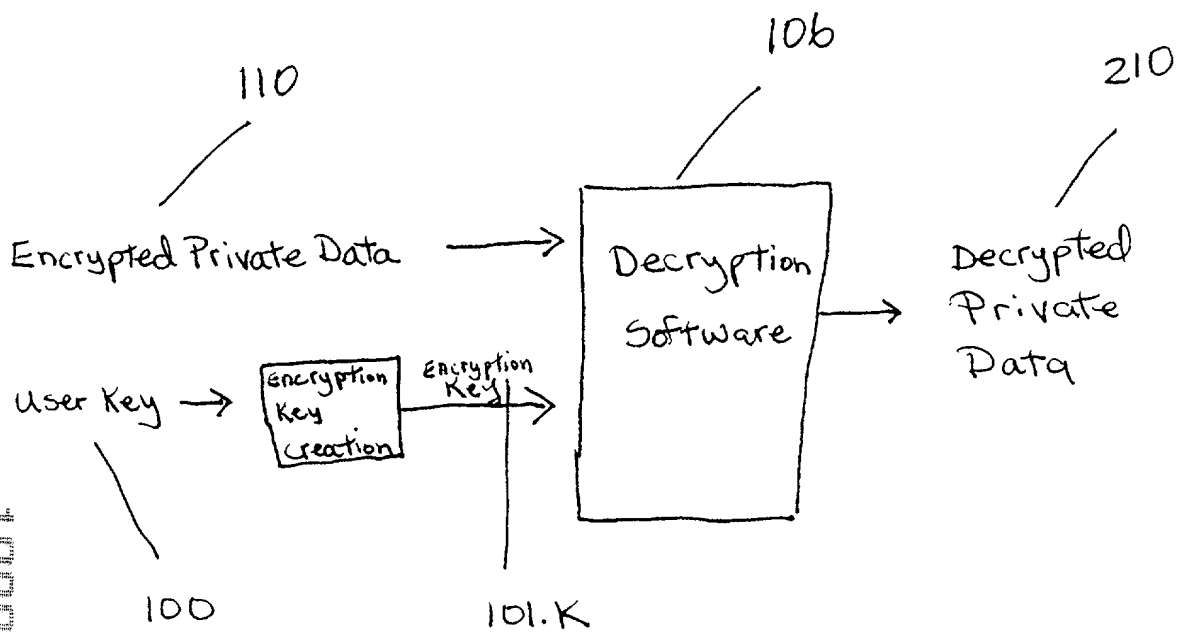 106
110
210
Encrypted Private Data
Decryption
Software
Decrypted
Private
Data
User Key
Encryption
Key
Creation
Encryption
Key
100
101.K